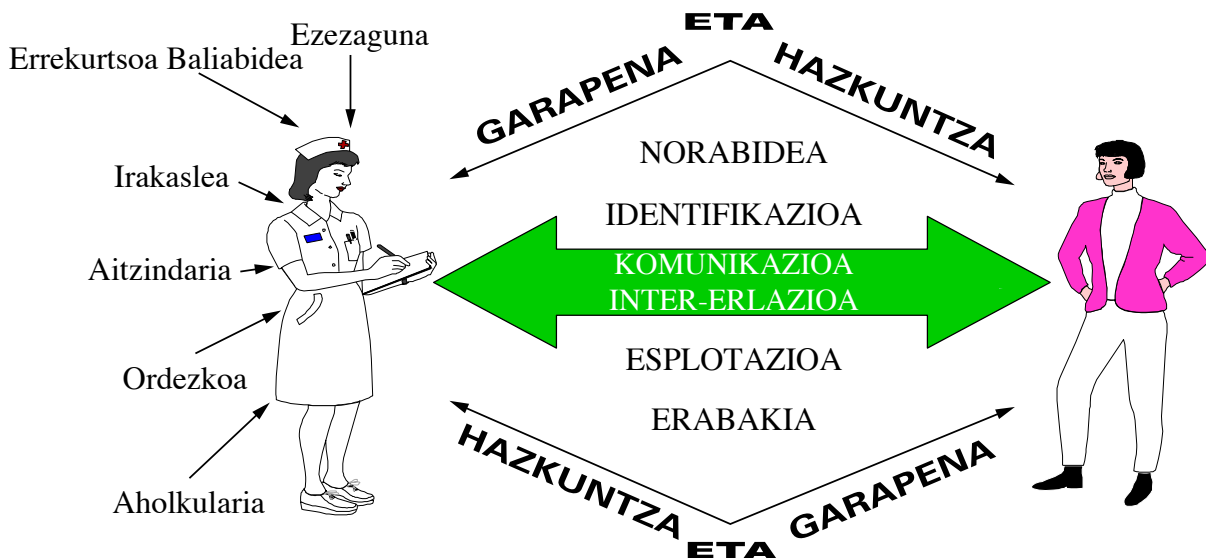 Ezezaguna
Errekurtsoa Baliabidea
Irakaslea
Aitzindaria
Ordezkoa
Aholkularia
GARAPENA
ETA
HAZKUNTZA
NORABIDEA
IDENTIFIKAZIOA
KOMUNIKAZIOA
INTER-ERLAZIOA
ESPLOTAZIOA
ERABAKIA
HAZKUNTZA
ETA
GARAPENA